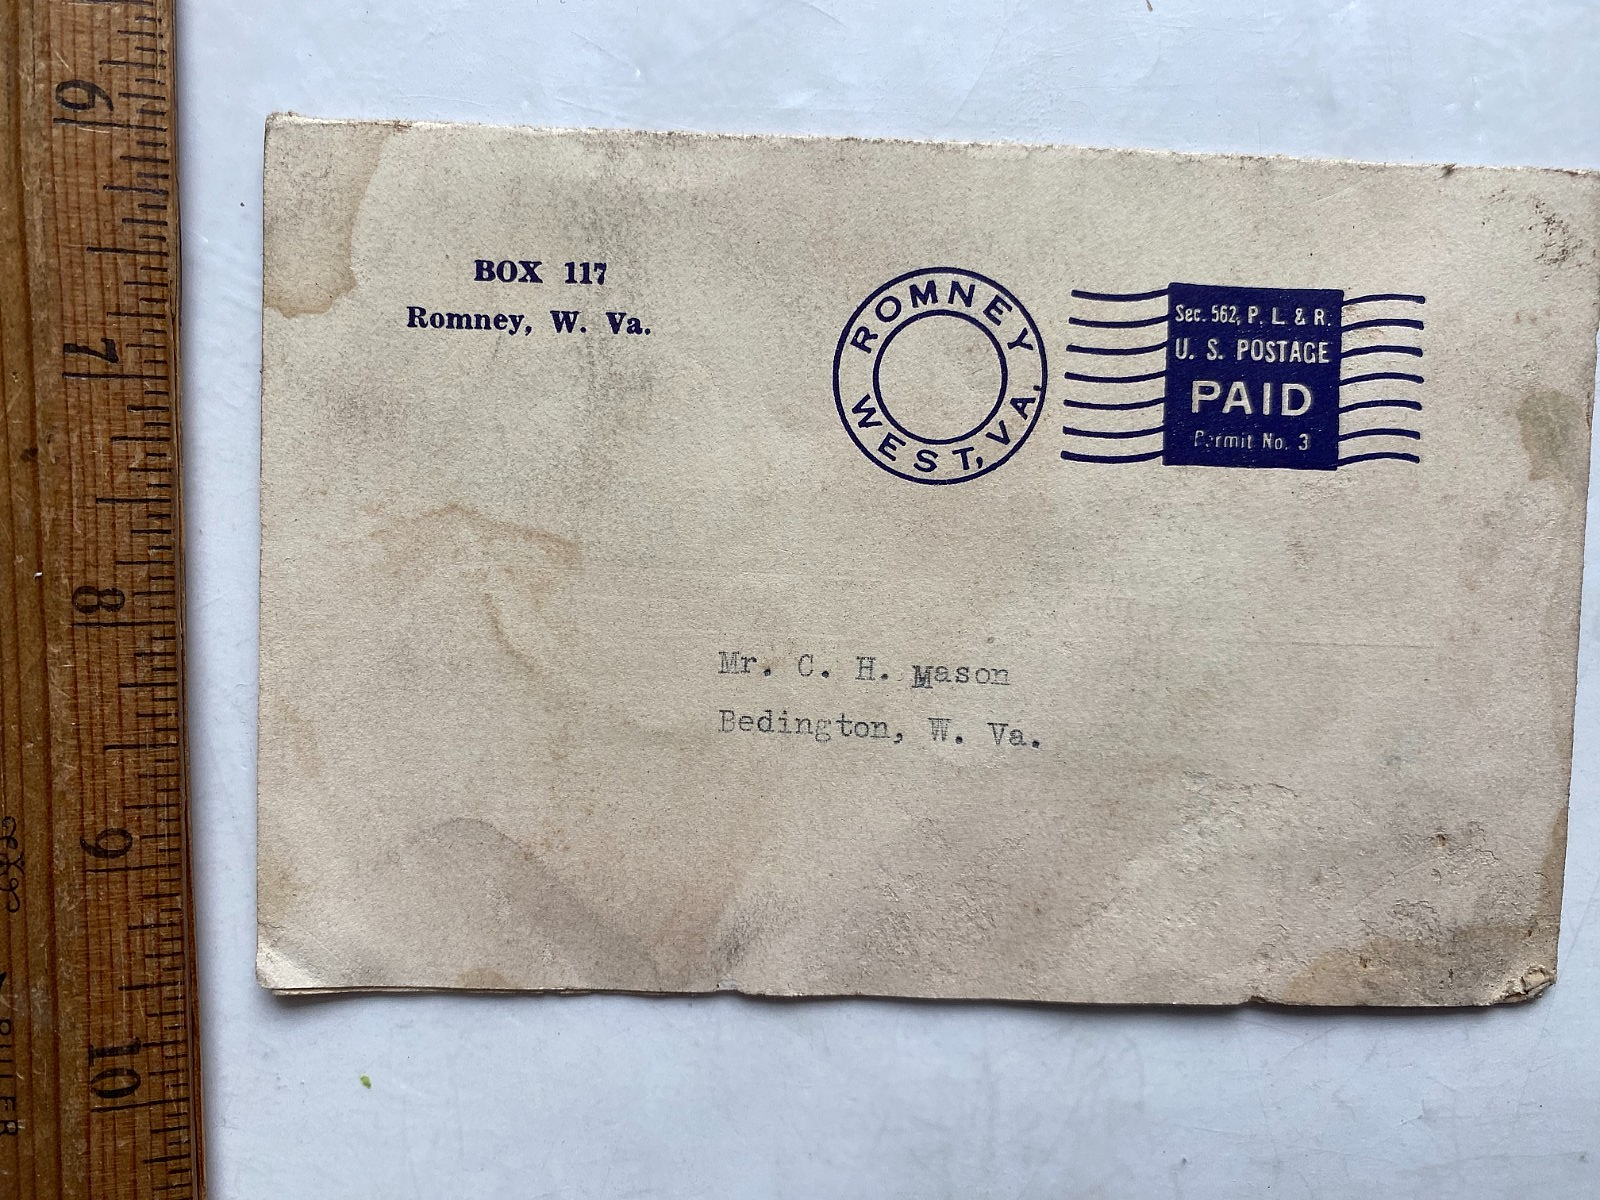 BOX 117
Romney, W. Va.
ROMNEY
WEST, VA.
Sec. 562, P. L. & R.
U. S. POSTAGE
PAID
Permit No. 3
Mr. C. H. Mason
Bedington, W. Va.
6
7
8
9
10
RULER